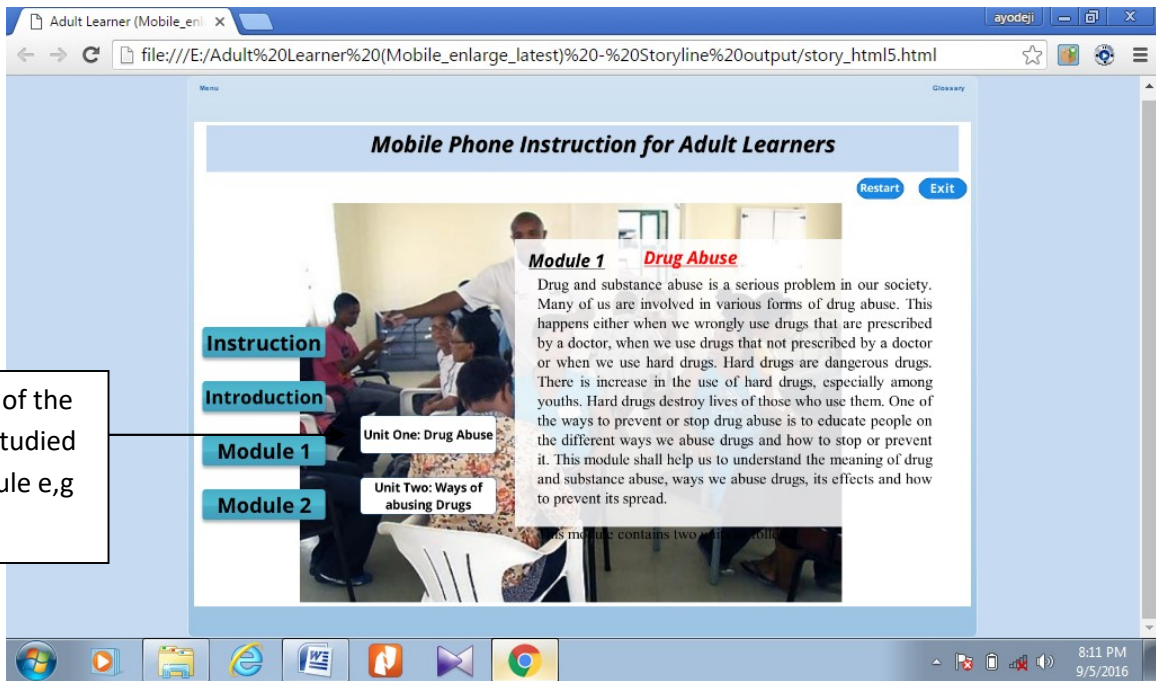 Adult Learner (Mobile_en
ayodeji
file:///E:/Adult%20Learner%20(Mobile_enlarge_latest)%20-%20Storyline%20output/story_html5.html
Menu
Glossary
Mobile Phone Instruction for Adult Learners
Restart
Exit
Module 1 Drug Abuse
Drug and substance abuse is a serious problem in our society.
Many of us are involved in various forms of drug abuse. This
happens either when we wrongly use drugs that are prescribed
by a doctor, when we use drugs that not prescribed by a doctor
or when we use hard drugs. Hard drugs are dangerous drugs.
There is increase in the use of hard drugs, especially among
youths. Hard drugs destroy lives of those who use them. One of
the ways to prevent or stop drug abuse is to educate people on
the different ways we abuse drugs and how to stop or prevent
it. This module shall help us to understand the meaning of drug
and substance abuse, ways we abuse drugs, its effects and how
to prevent its spread.
This module contains two
Instruction
Introduction
Module 1
Module 2
Unit One: Drug Abuse
Unit Two: Ways of
abusing Drugs
of the
tudied
ule e,g
8:11 PM
9/5/2016